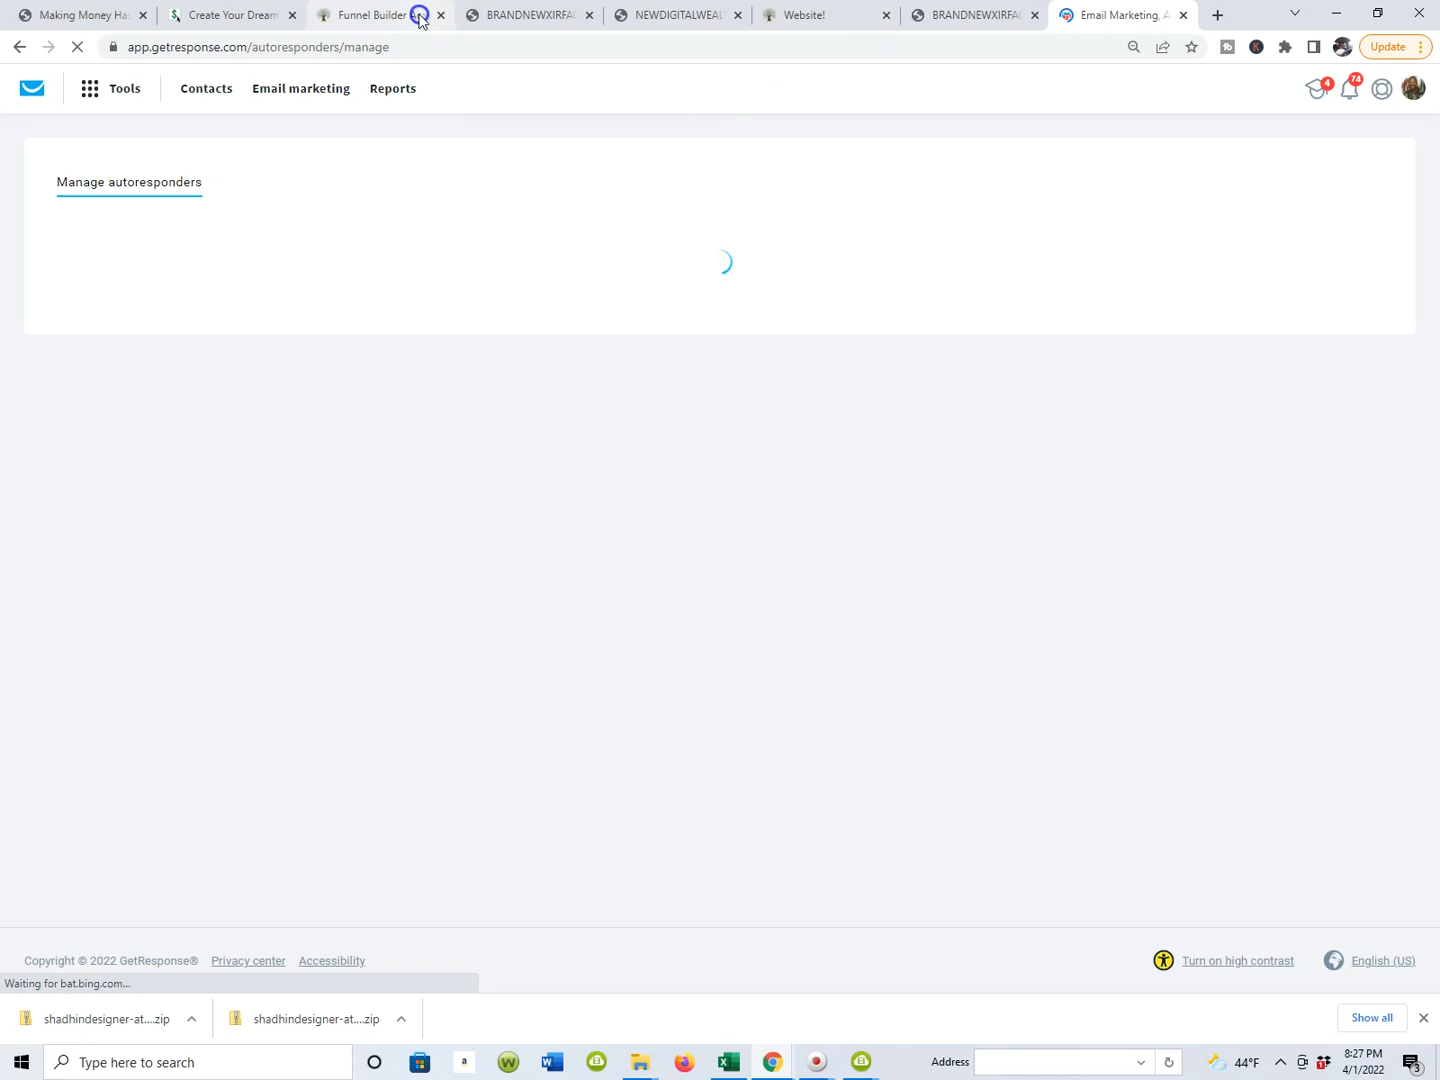 Making Money Ha
Create Your Dream
Funnel Builder
BRANDNEWXIRFA
NEWDIGITALWEAL
Website!
BRANDNEWXIRFA
Email Marketing, A
app.getresponse.com/autoresponders/manage
Update
Tools
Contacts
Email marketing
Reports
4
74
Manage autoresponders
Copyright © 2022 GetResponse®
Privacy center
Accessibility
Turn on high contrast
English (US)
Waiting for bat.bing.com...
shadhindesigner-at....zip
shadhindesigner-at....zip
Show all
Type here to search
Address
44°F
8:27 PM
4/1/2022
3